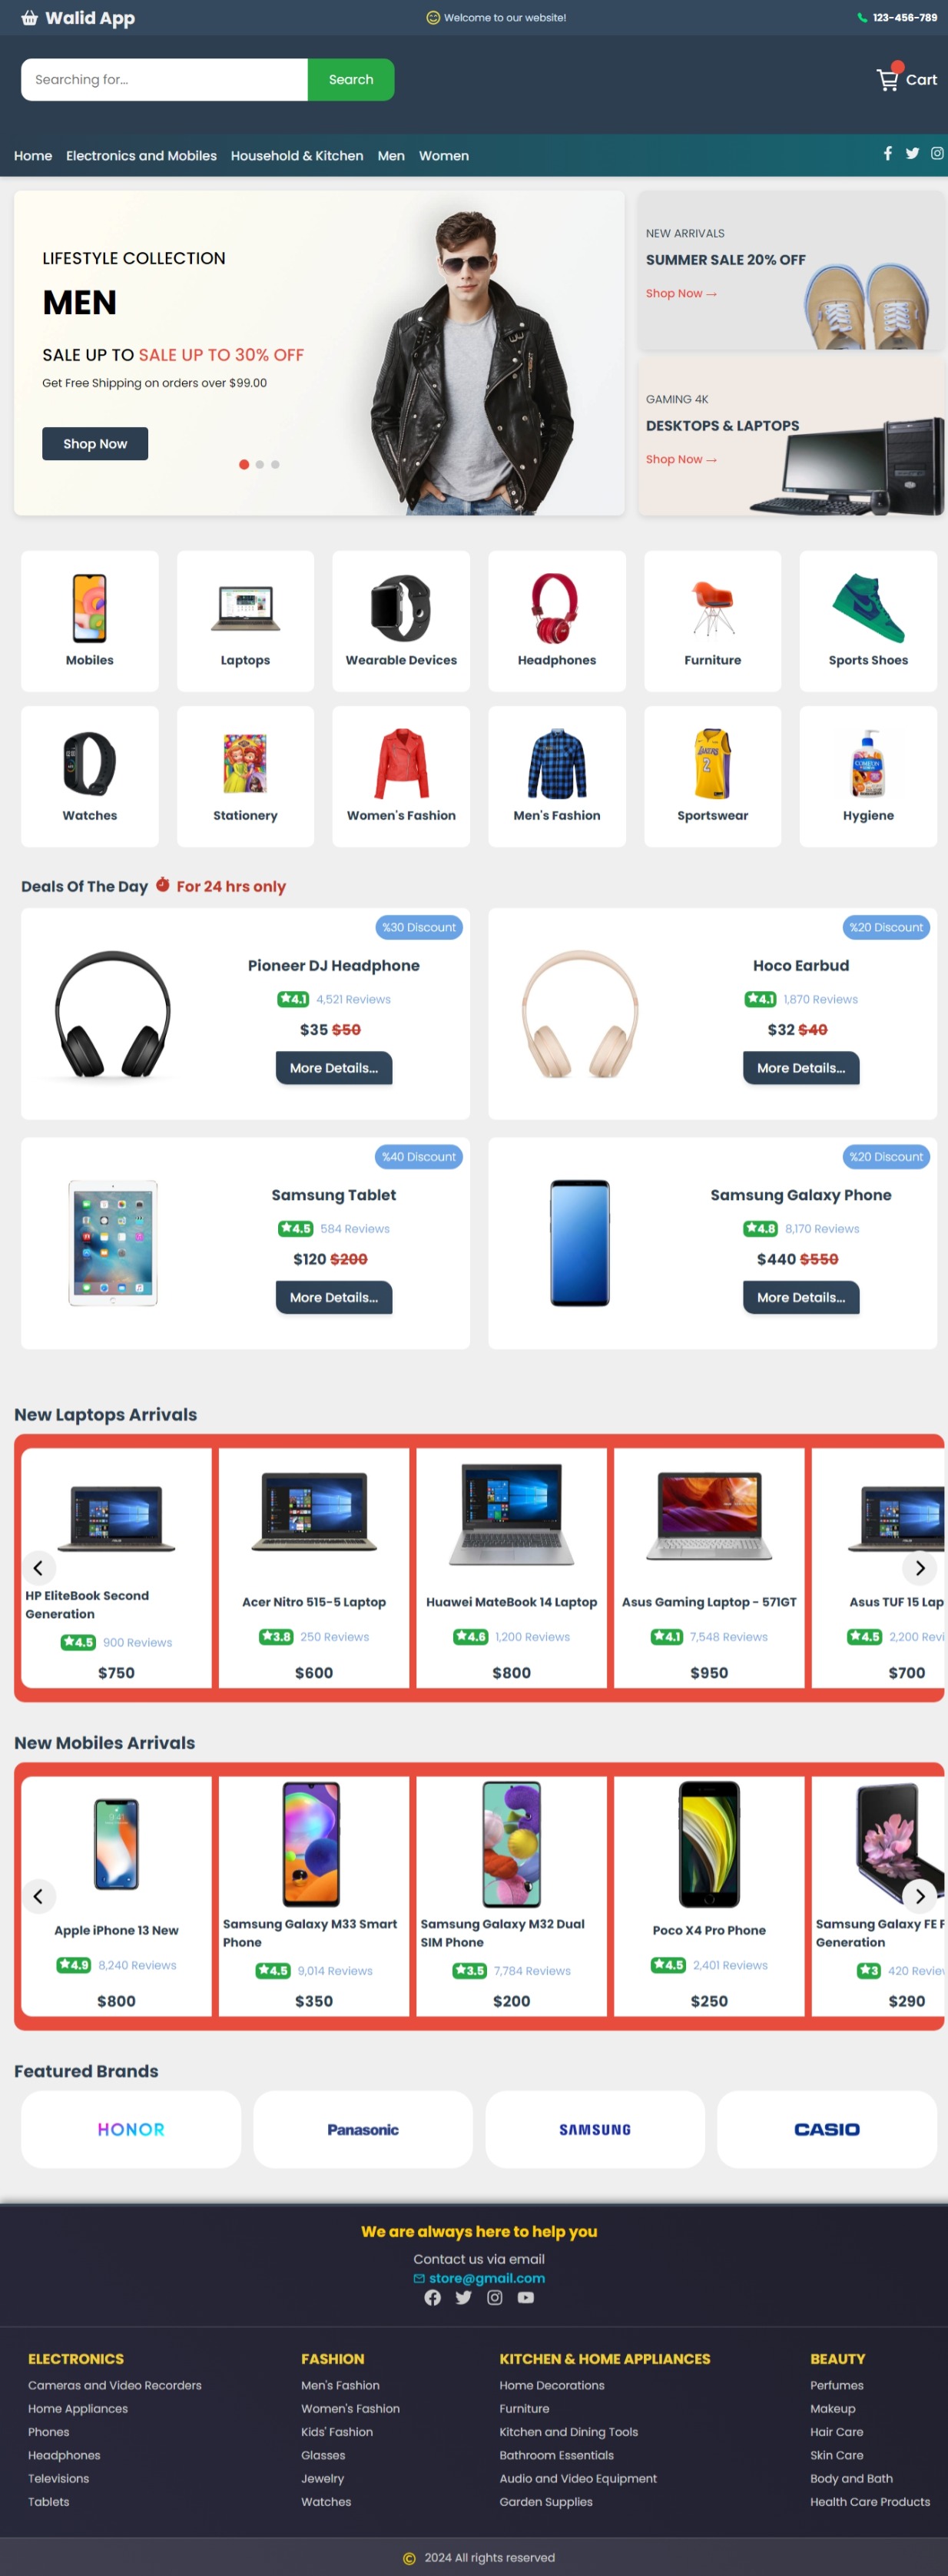 Walid App
Welcome to our website!
123-456-789
Searching for...
Search
Cart
Home Electronics and Mobiles Household & Kitchen Men Women
LIFESTYLE COLLECTION
MEN
SALE UP TO SALE UP TO 30% OFF
Get Free Shipping on orders over $99.00
Shop Now
NEW ARRIVALS
SUMMER SALE 20% OFF
Shop Now →
GAMING 4K
DESKTOPS & LAPTOPS
Shop Now →
Mobiles
Laptops
Wearable Devices
Headphones
Furniture
Sports Shoes
Watches
Stationery
Women's Fashion
Men's Fashion
LAKERS
2
Sportswear
Hygiene
Deals Of The Day For 24 hrs only
%30 Discount
Pioneer DJ Headphone
4.1 4,521 Reviews
$35 $50
More Details...
%20 Discount
Hoco Earbud
4.1 1,870 Reviews
$32 $40
More Details...
%40 Discount
Samsung Tablet
4.5 584 Reviews
$120 $200
More Details...
%20 Discount
Samsung Galaxy Phone
4.8 8,170 Reviews
$440 $550
More Details...
New Laptops Arrivals
HP EliteBook Second
Generation
4.5 900 Reviews
$750
Acer Nitro 515-5 Laptop
3.8 250 Reviews
$600
Huawei MateBook 14 Laptop
4.6 1,200 Reviews
$800
Asus Gaming Laptop - 571GT
4.1 7,548 Reviews
$950
Asus TUF 15 Lap
4.5 2,200 Revi
$700
New Mobiles Arrivals
Apple iPhone 13 New
4.9 8,240 Reviews
$800
Samsung Galaxy M33 Smart
Phone
4.5 9,014 Reviews
$350
Samsung Galaxy M32 Dual
SIM Phone
3.5 7,784 Reviews
$200
Poco X4 Pro Phone
4.5 2,401 Reviews
$250
Samsung Galaxy FE F
Generation
3 420 Review
$290
Featured Brands
HONOR
Panasonic
SAMSUNG
CASIO
We are always here to help you
Contact us via email
store@gmail.com
ELECTRONICS
Cameras and Video Recorders
Home Appliances
Phones
Headphones
Televisions
Tablets
FASHION
Men's Fashion
Women's Fashion
Kids' Fashion
Glasses
Jewelry
Watches
KITCHEN & HOME APPLIANCES
Home Decorations
Furniture
Kitchen and Dining Tools
Bathroom Essentials
Audio and Video Equipment
Garden Supplies
BEAUTY
Perfumes
Makeup
Hair Care
Skin Care
Body and Bath
Health Care Products
© 2024 All rights reserved